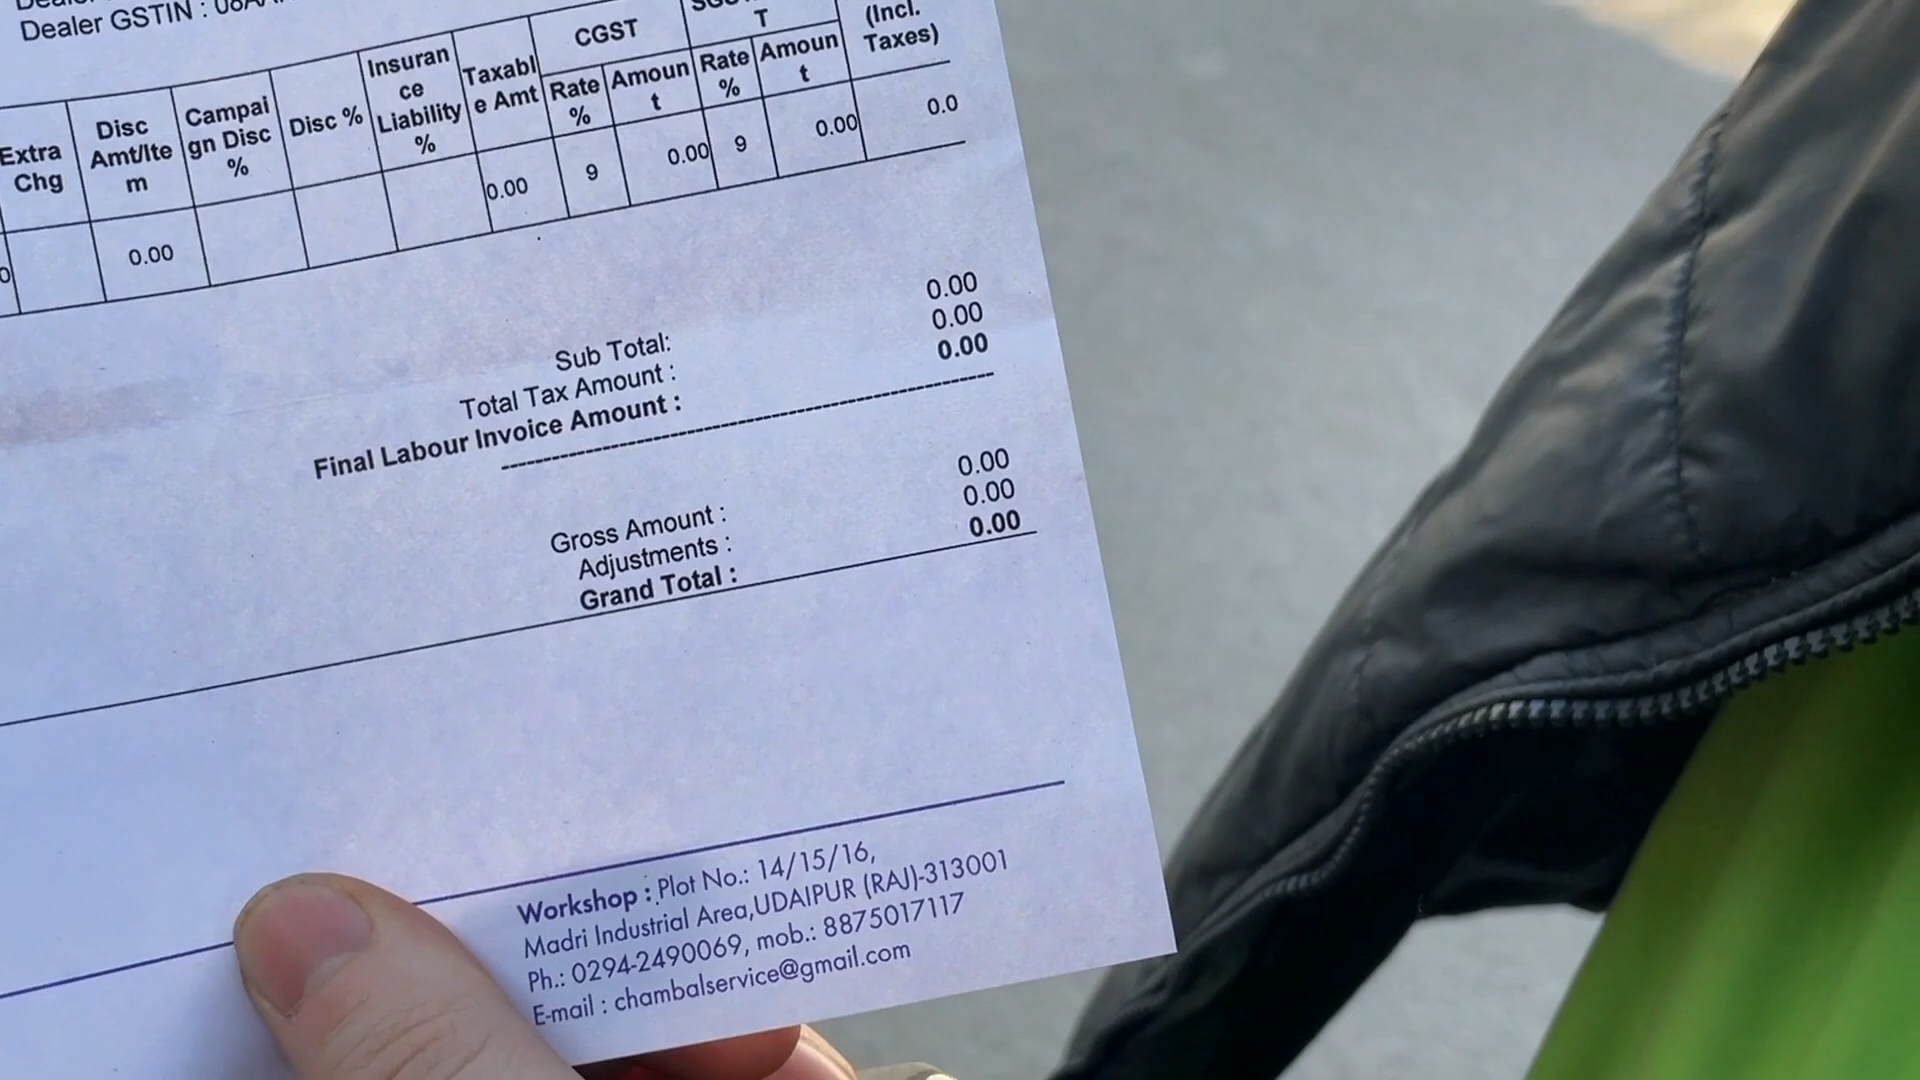 Dealer GSTIN :
CGST
T
(Incl.
Taxes)
Extra
Chg
Disc
Amt/Ite
m
Campai
gn Disc
%
Disc %
Insuran
ce
Liability
%
Taxabl
e Amt
Rate
%
Amoun
t
Rate
%
Amoun
t
0.00
0.00
9
0.00
9
0.00
0.0
Sub Total: 0.00
Total Tax Amount : 0.00
Final Labour Invoice Amount : 0.00
Gross Amount : 0.00
Adjustments : 0.00
Grand Total : 0.00
Workshop : Plot No.: 14/15/16,
Madri Industrial Area,UDAIPUR (RAJ)-313001
Ph.: 0294-2490069, mob.: 8875017117
E-mail : chambalservice@gmail.com